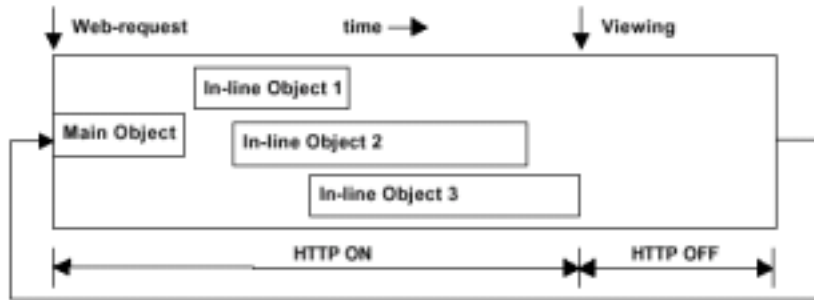 Web-request time Viewing
In-line Object 1
Main Object
In-line Object 2
In-line Object 3
HTTP ON HTTP OFF